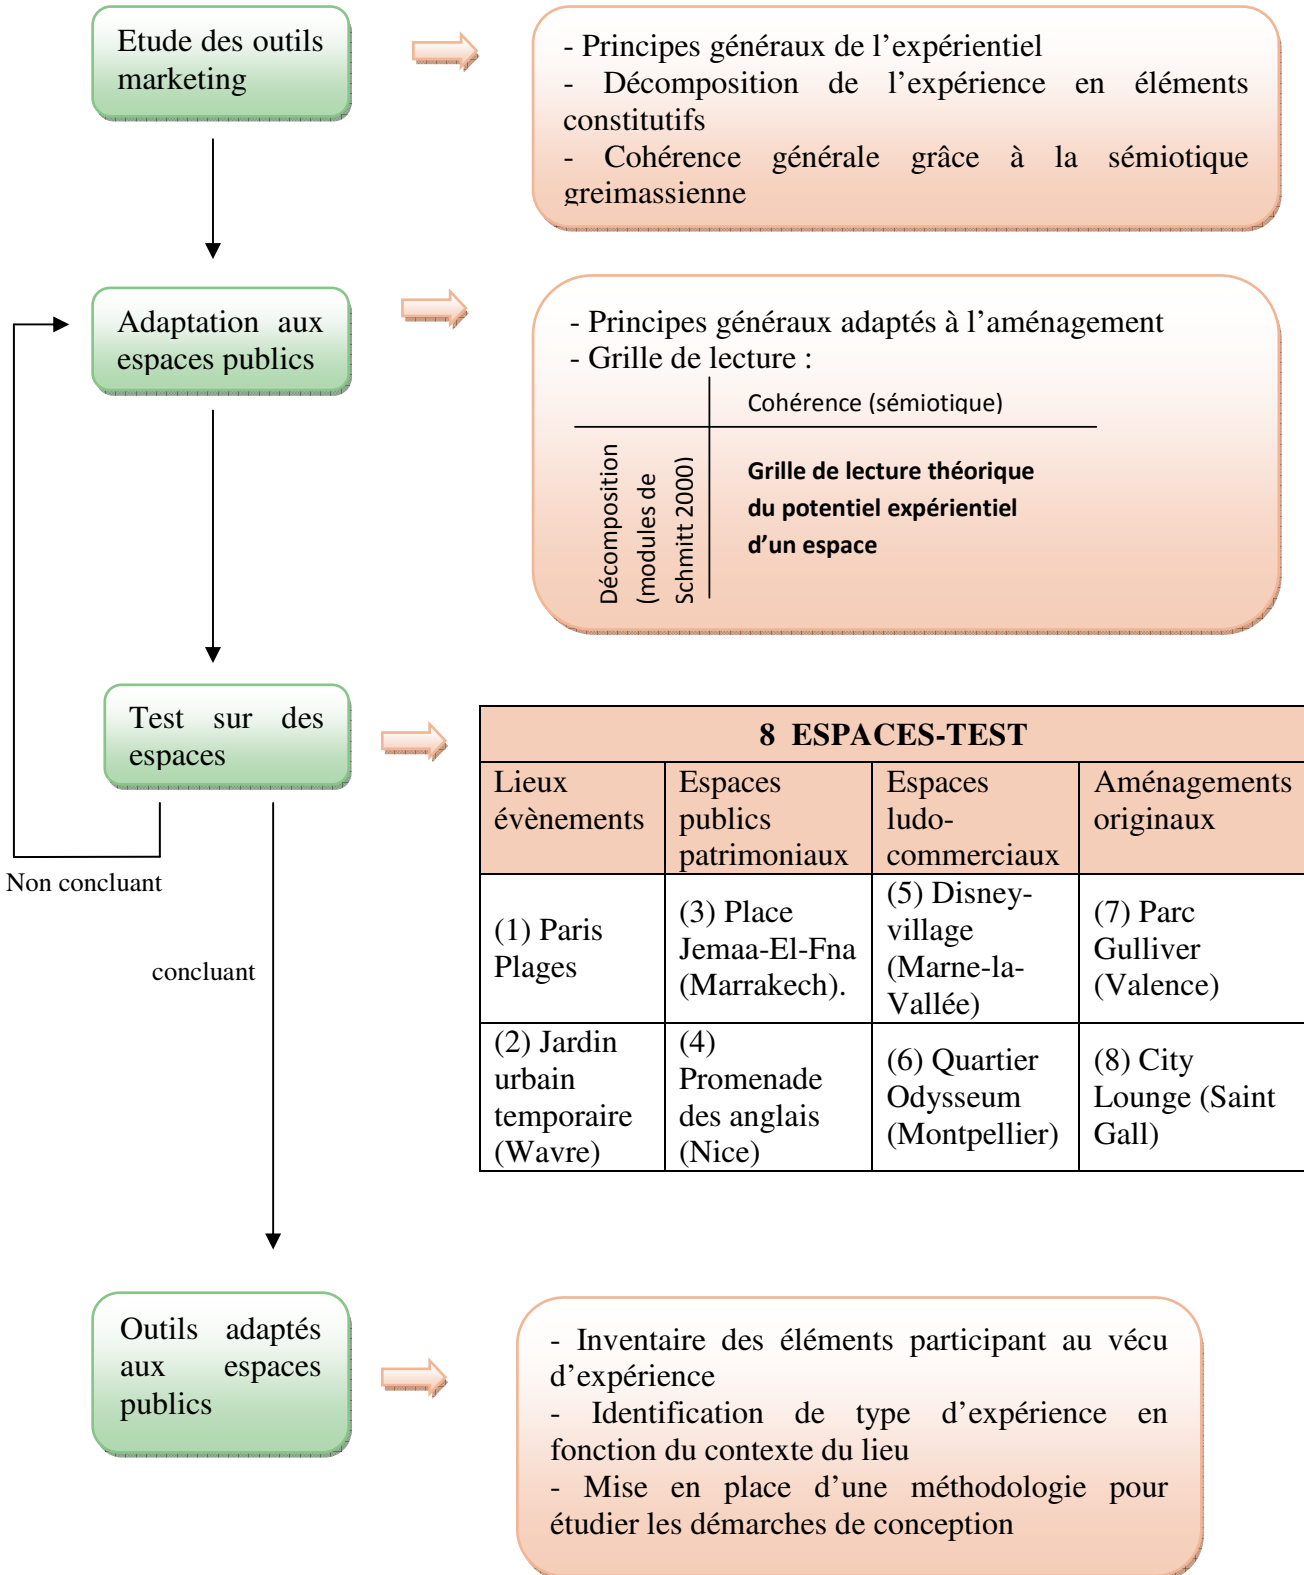 Etude des outils
marketing
- Principes généraux de l’expérientiel
- Décomposition de l’expérience en éléments
constitutifs
- Cohérence générale grâce à la sémiotique
greimassienne
Adaptation aux
espaces publics
- Principes généraux adaptés à l’aménagement
- Grille de lecture :
Cohérence (sémiotique)
Décomposition
(modules de
Schmitt 2000)
Grille de lecture théorique
du potentiel expérientiel
d’un espace
Test sur des
espaces
Non concluant
concluant
8 ESPACES-TEST
Lieux
évènements
Espaces
publics
patrimoniaux
Espaces
ludo-
commerciaux
Aménagements
originaux
(1) Paris
Plages
(3) Place
Jemaa-El-Fna
(Marrakech).
(5) Disney-
village
(Marne-la-
Vallée)
(7) Parc
Gulliver
(Valence)
(2) Jardin
urbain
temporaire
(Wavre)
(4)
Promenade
des anglais
(Nice)
(6) Quartier
Odysseum
(Montpellier)
(8) City
Lounge (Saint
Gall)
Outils adaptés
aux espaces
publics
- Inventaire des éléments participant au vécu
d’expérience
- Identification de type d’expérience en
fonction du contexte du lieu
- Mise en place d’une méthodologie pour
étudier les démarches de conception